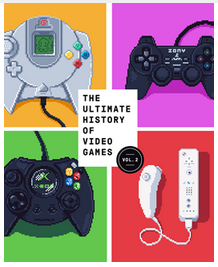 SONY
THE
ULTIMATE
HISTORY
OF
VIDEO
GAMES
VOL. 2